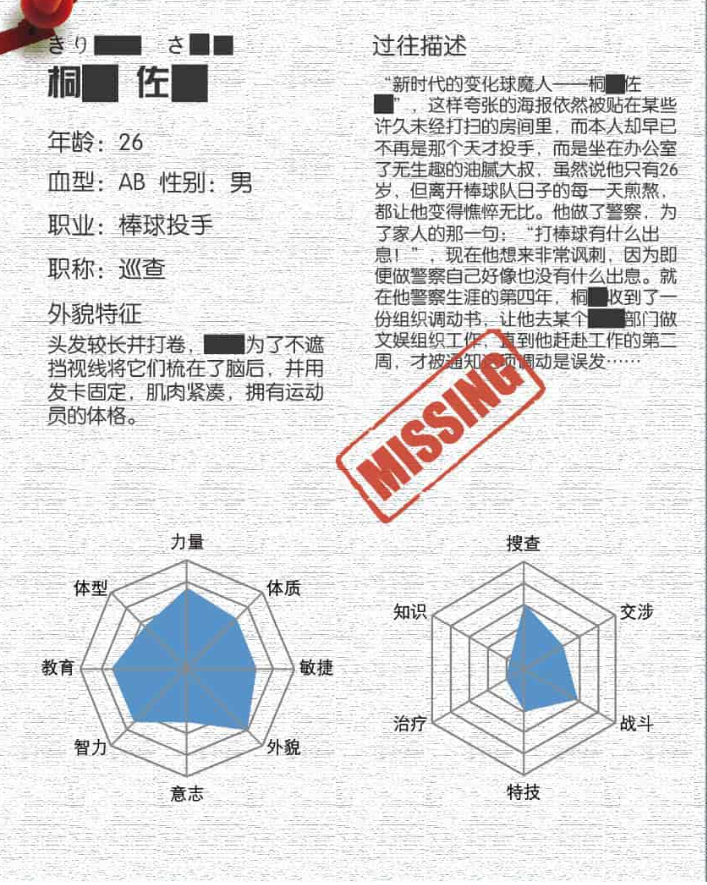 きり██ さ██
桐█ 佐█
年龄：26
血型：AB 性别：男
职业：棒球投手
职称：巡查
外貌特征
头发较长并打卷，██为了不遮
挡视线将它们梳在了脑后，并用
发卡固定，肌肉紧凑，拥有运动
员的体格。
过往描述
“新时代的变化球魔人——桐█佐
█”，这样夸张的海报依然被贴在某些
许久未经打扫的房间里，而本人却早已
不再是那个天才投手，而是坐在办公室
了无生趣的油腻大叔，虽然说他只有26
岁，但离开棒球队日子的每一天煎熬，
都让他变得憔悴无比。他做了警察，为
了家人的那一句：“打棒球有什么出
息！”，现在他想来非常讽刺，因为即
便做警察自己好像也没有什么出息。就
在他警察生涯的第四年，桐█收到了一
份组织调动书，让他去某个██部门做
文娱组织工作，直到他赶赴工作的第二
周，才被通知这项调动是误发……
MISSING
力量
体质
敏捷
外貌
意志
智力
教育
体型
搜查
交涉
战斗
特技
治疗
知识